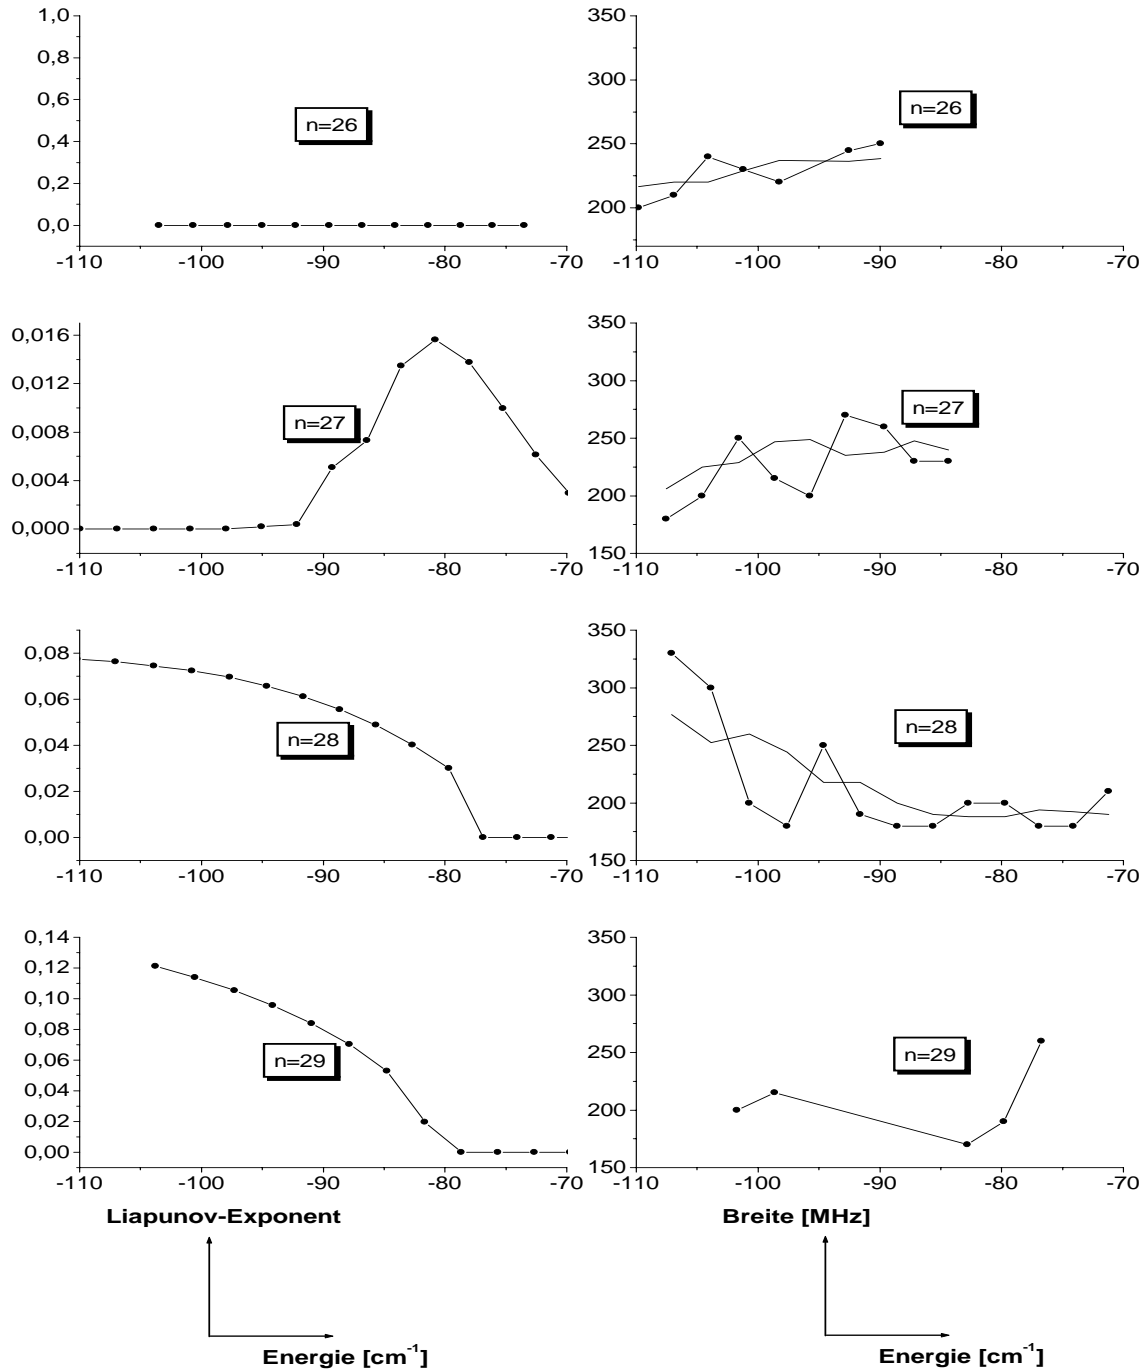 1,0
0,8
0,6
0,4
0,2
0,0
n=26
-110 -100 -90 -80 -70
350
300
250
200
n=26
-110 -100 -90 -80 -70
0,016
0,012
0,008
0,004
0,000
n=27
-110 -100 -90 -80 -70
350
300
250
200
150
n=27
-110 -100 -90 -80 -70
0,08
0,06
0,04
0,02
0,00
n=28
-110 -100 -90 -80 -70
350
300
250
200
150
n=28
-110 -100 -90 -80 -70
0,14
0,12
0,10
0,08
0,06
0,04
0,02
0,00
n=29
-110 -100 -90 -80 -70
350
300
250
200
150
n=29
-110 -100 -90 -80 -70
Liapunov-Exponent
Energie [cm⁻¹]
Breite [MHz]
Energie [cm⁻¹]